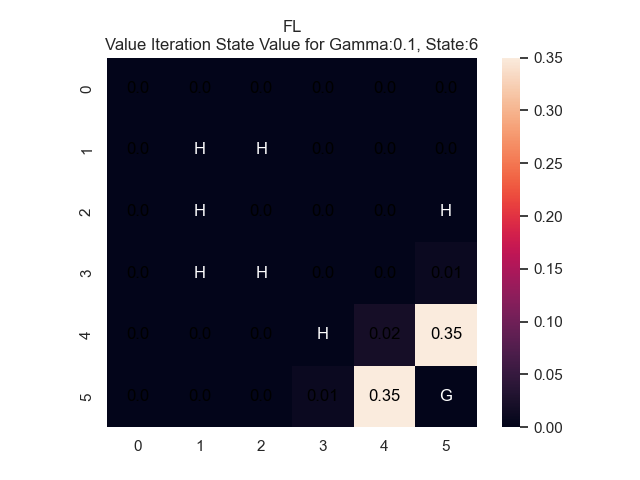 FL
Value Iteration State Value for Gamma:0.1, State:6
0 0.0 0.0 0.0 0.0 0.0 0.0
1 0.0 H H 0.0 0.0 0.0
2 0.0 H 0.0 0.0 0.0 H
3 0.0 H H 0.0 0.0 0.01
4 0.0 0.0 0.0 H 0.02 0.35
5 0.0 0.0 0.0 0.01 0.35 G
0 1 2 3 4 5
0.35
0.30
0.25
0.20
0.15
0.10
0.05
0.00